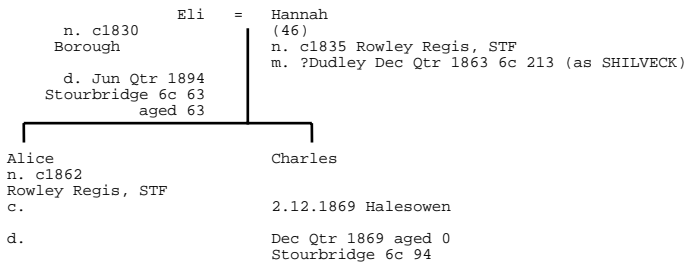 Eli = Hannah
n. c1830 (46)
Borough n. c1835 Rowley Regis, STF
m. ?Dudley Dec Qtr 1863 6c 213 (as SHILVECK)
d. Jun Qtr 1894
Stourbridge 6c 63
aged 63
Alice Charles
n. c1862
Rowley Regis, STF
c. 2.12.1869 Halesowen
d. Dec Qtr 1869 aged 0
Stourbridge 6c 94